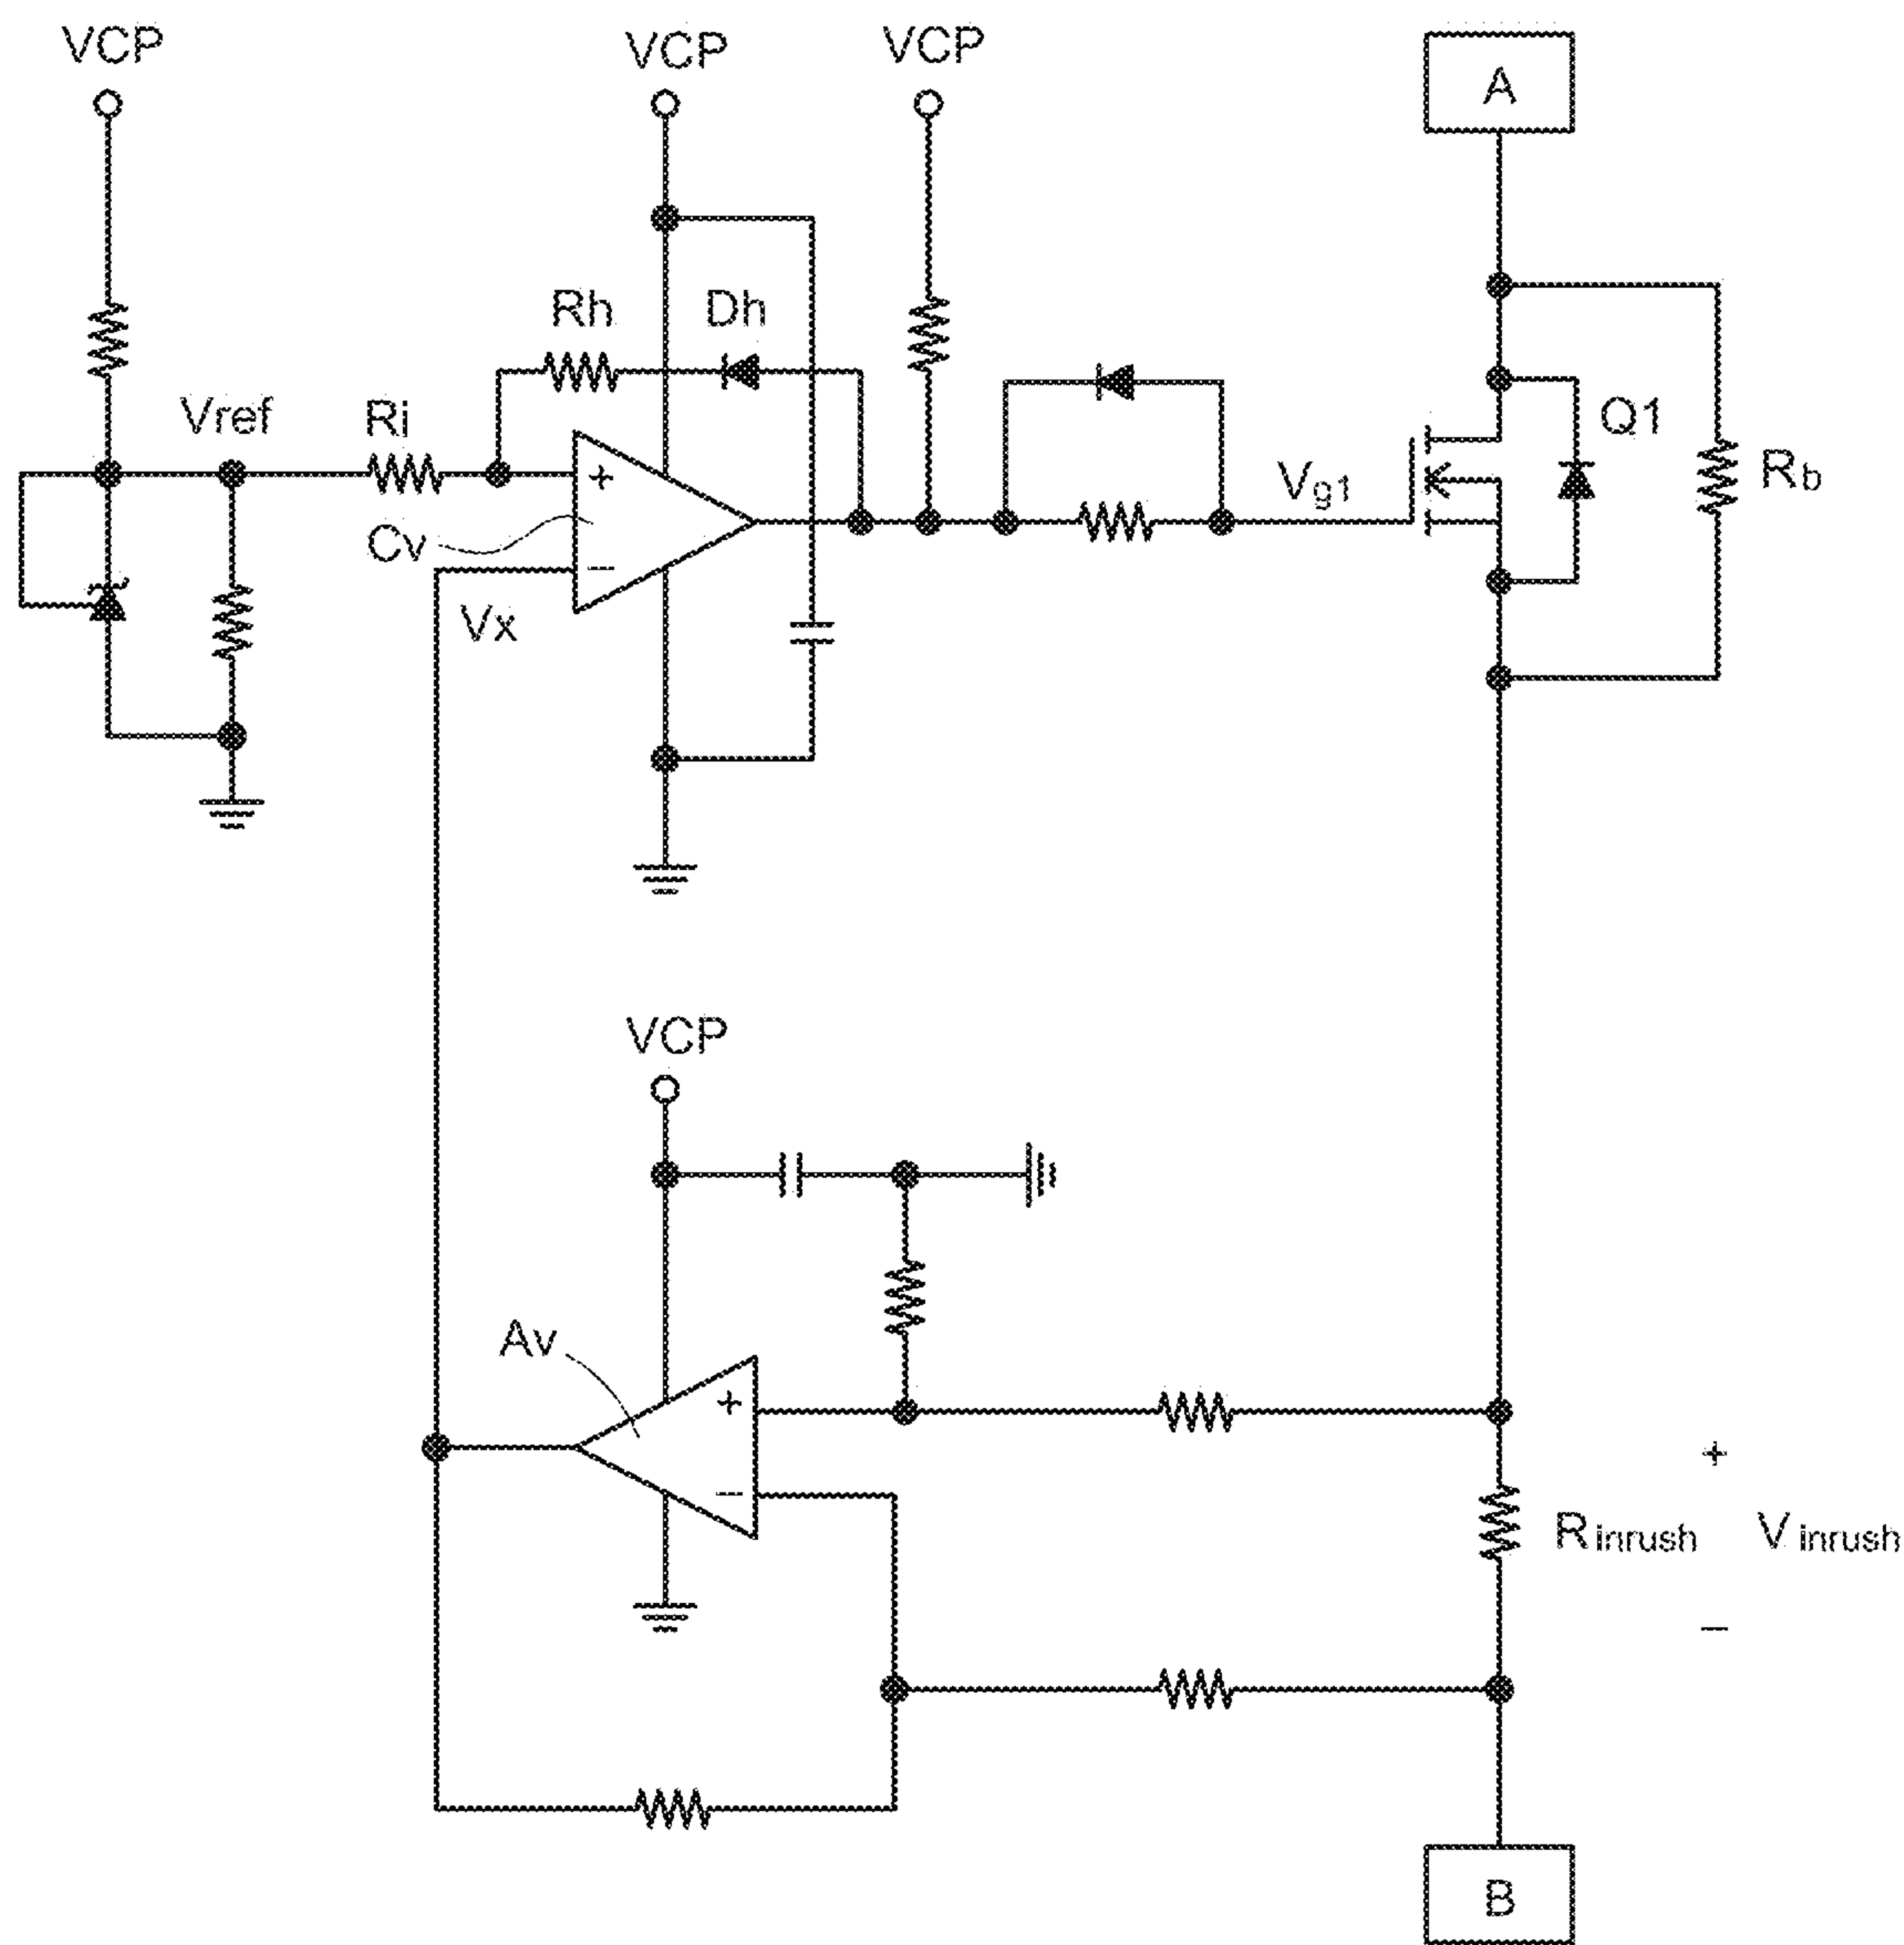 VCP
VCP
VCP
A
Rh
Dh
Vref
Ri
Q1
Rb
+
Vg1
Cv
−
Vx
VCP
Av
+
−
+
Rinrush
Vinrush
−
B